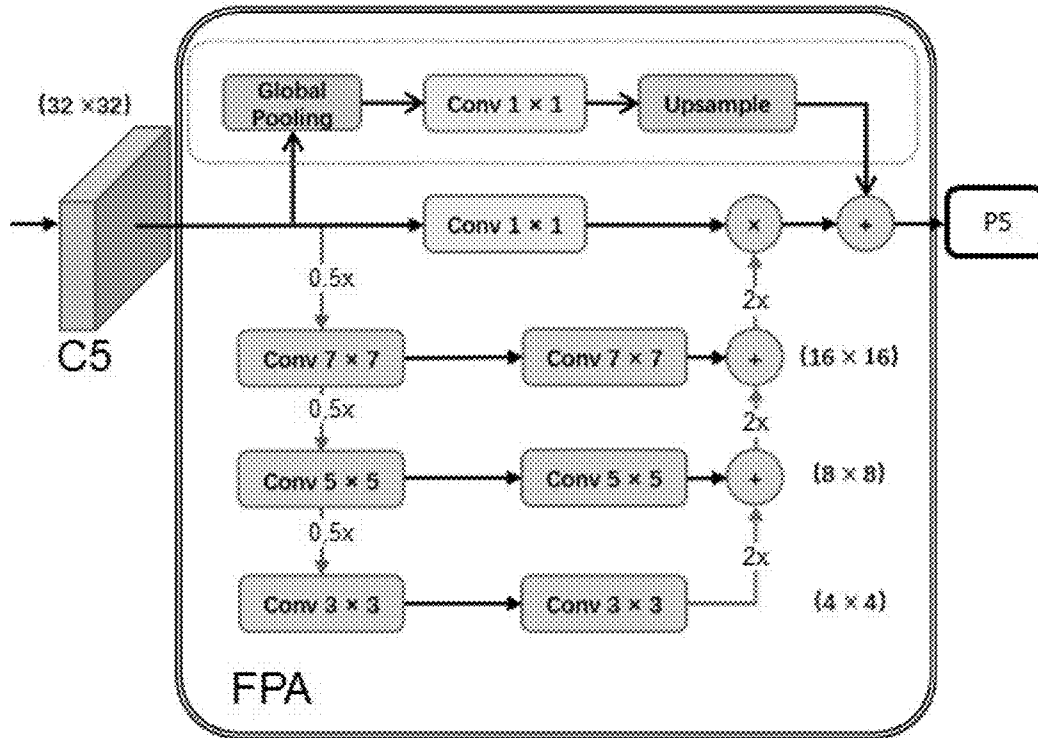 (32 ×32)
Global
Pooling
Conv 1 × 1
Upsample
Conv 1 × 1
×
+
P5
0.5x
2x
C5
Conv 7 × 7
Conv 7 × 7
+
(16 × 16)
0.5x
2x
Conv 5 × 5
Conv 5 × 5
+
(8 × 8)
0.5x
2x
Conv 3 × 3
Conv 3 × 3
(4 × 4)
FPA